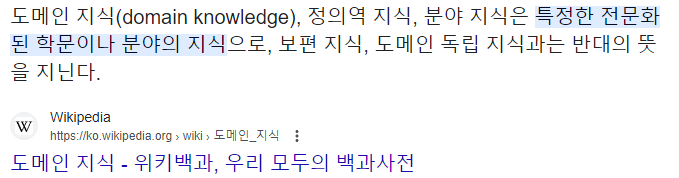 도메인 지식(domain knowledge), 정의역 지식, 분야 지식은 특정한 전문화
된 학문이나 분야의 지식으로, 보편 지식, 도메인 독립 지식과는 반대의 뜻
을 지닌다.
Wikipedia
W https://ko.wikipedia.org › wiki › 도메인_지식
도메인 지식 - 위키백과, 우리 모두의 백과사전